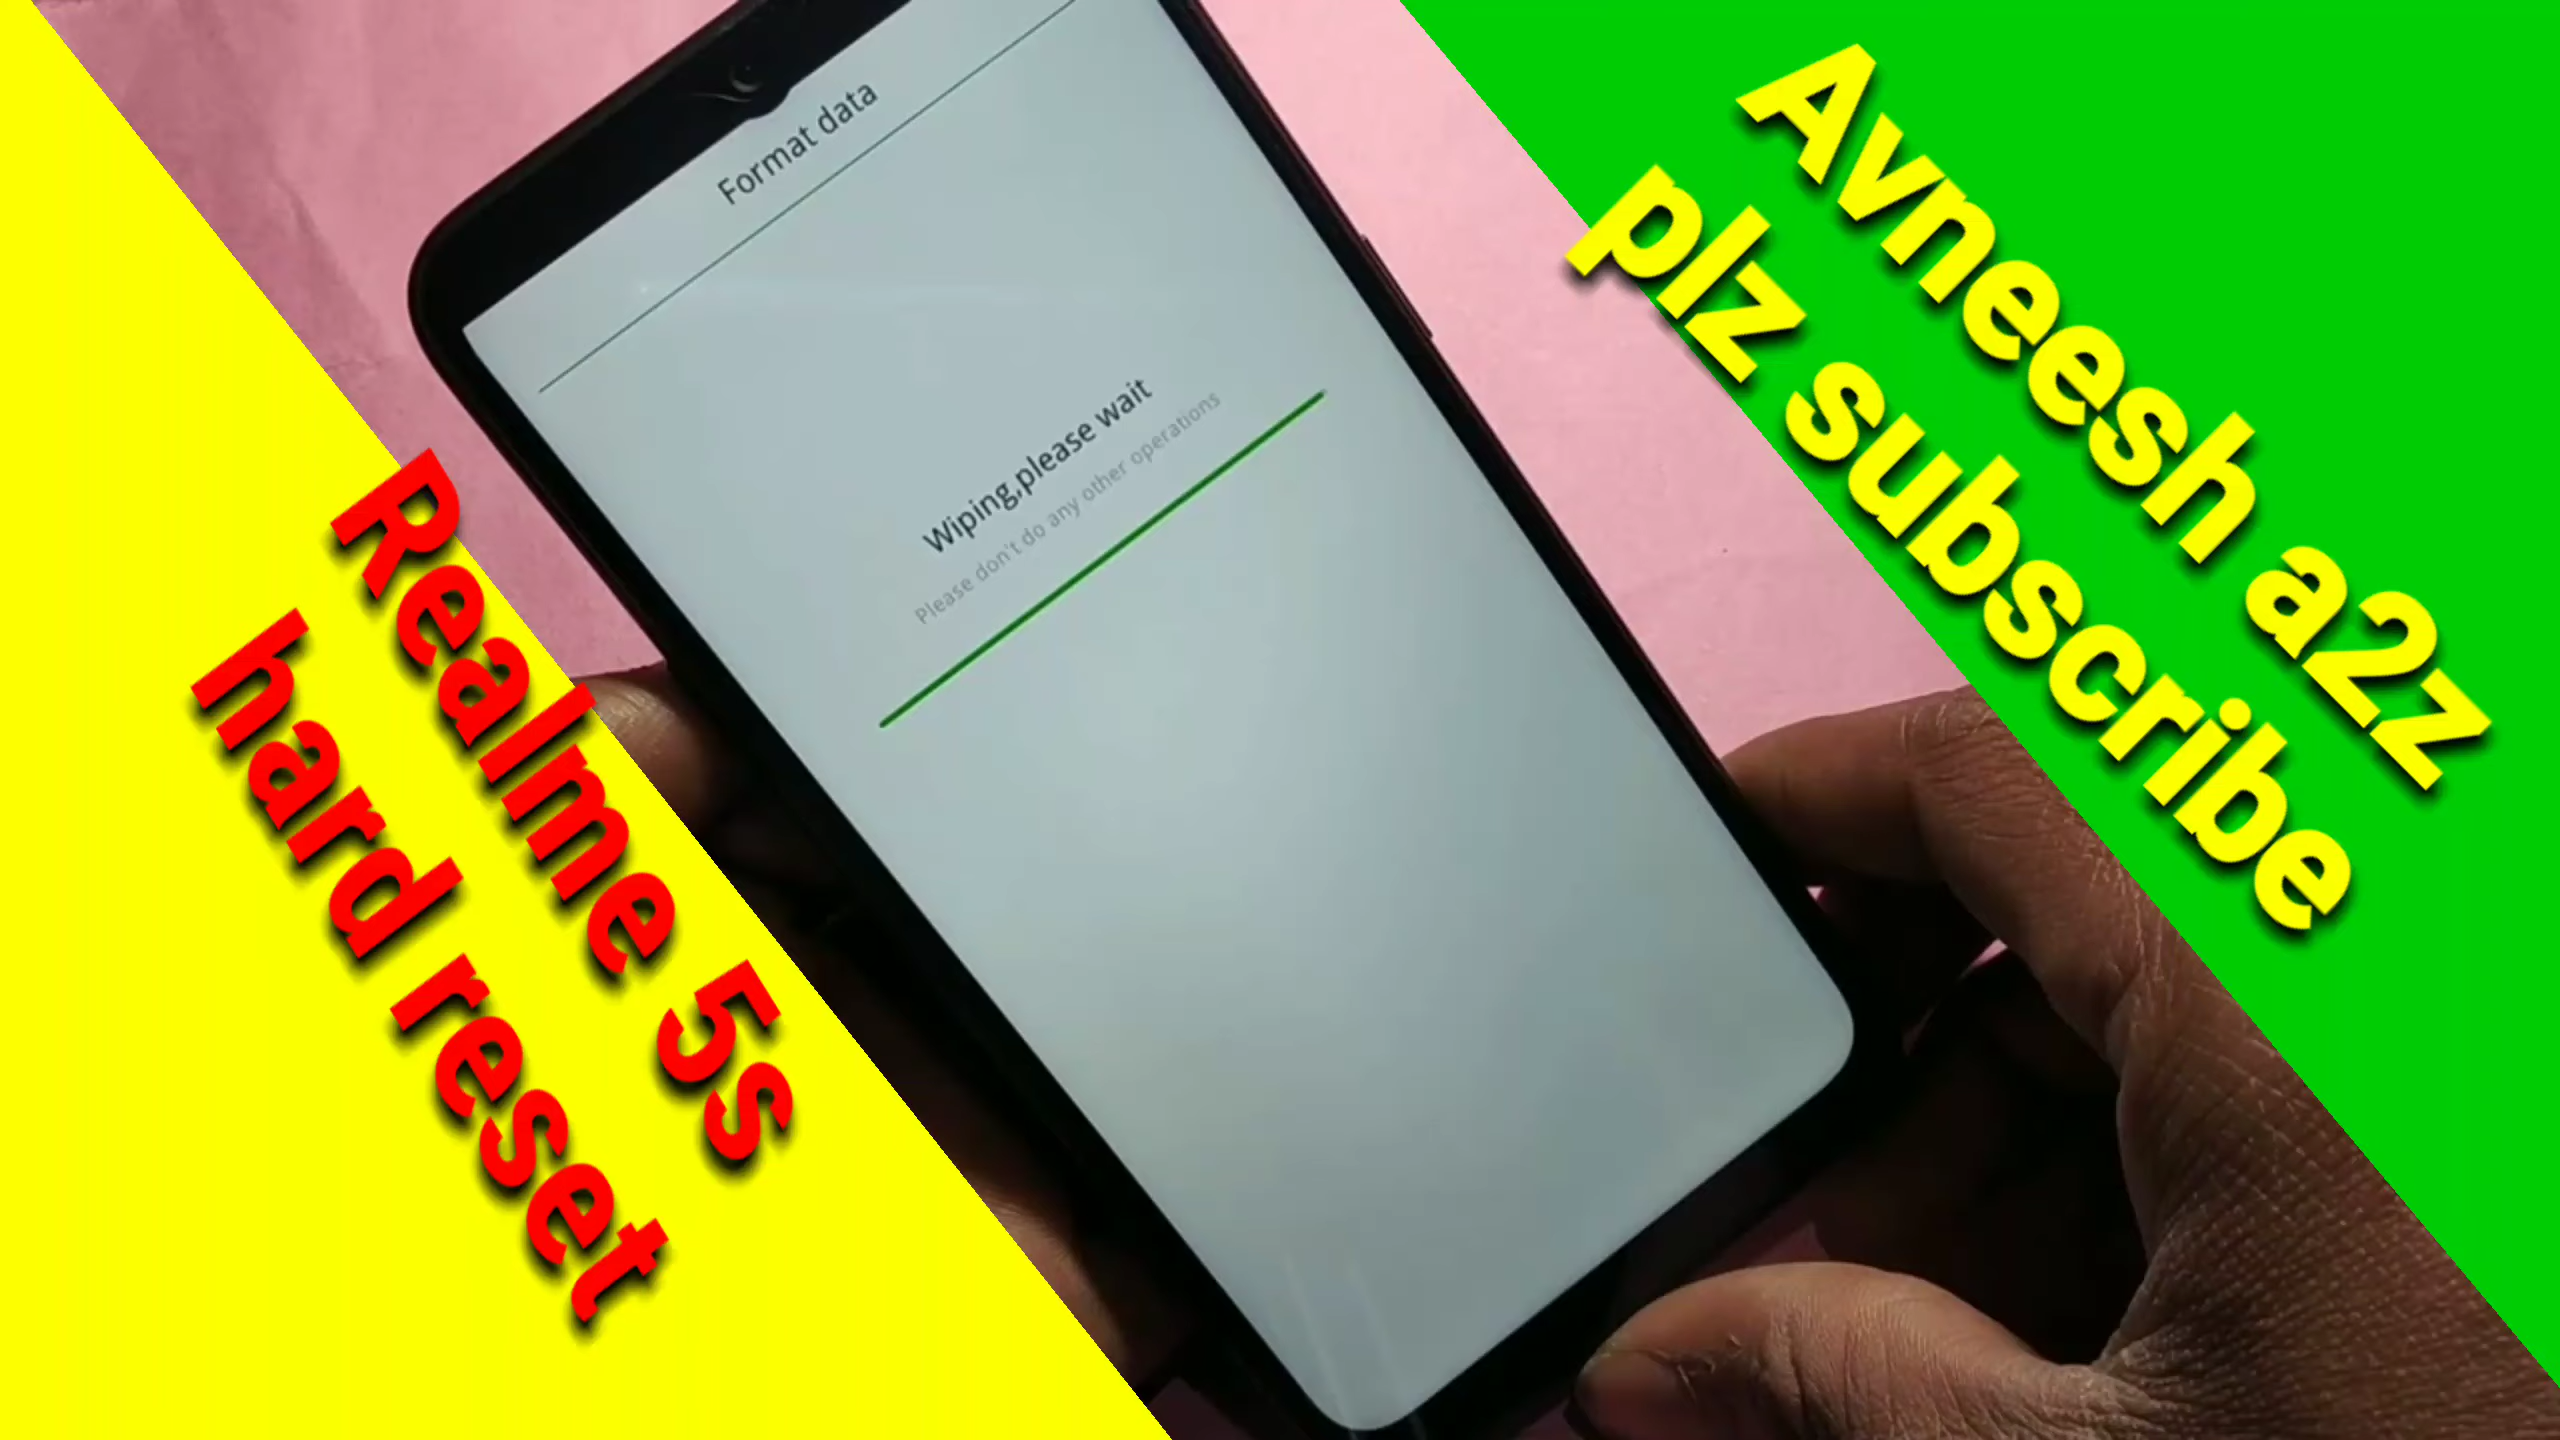 Format data
Wiping,please wait
Please don't do any other operations
Realme 5s
hard reset
Avneesh a2z
plz subscribe